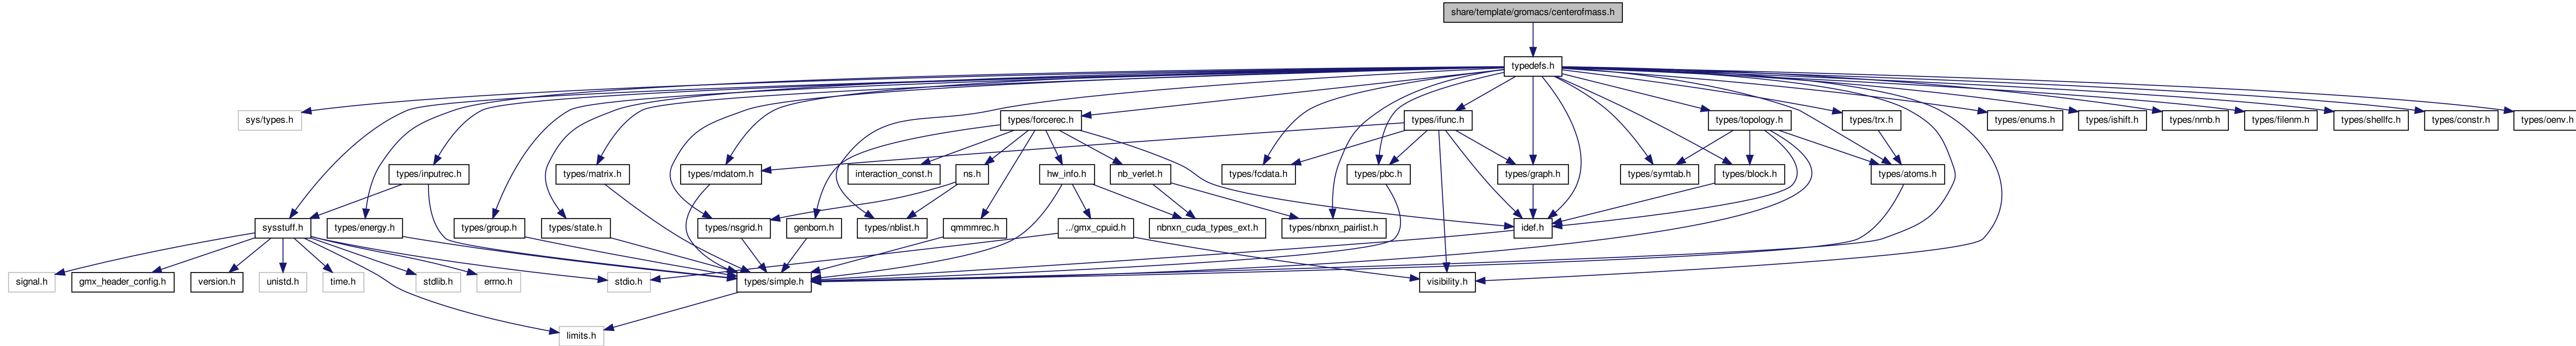 share/template/gromacs/centerofmass.h
typedefs.h
sys/types.h
types/forcerec.h
types/ifunc.h
types/topology.h
types/trx.h
types/enums.h
types/ishift.h
types/nrnb.h
types/filenm.h
types/shellfc.h
types/constr.h
types/oenv.h
types/inputrec.h
types/matrix.h
types/mdatom.h
interaction_const.h
ns.h
hw_info.h
nb_verlet.h
types/fcdata.h
types/pbc.h
types/graph.h
types/symtab.h
types/block.h
types/atoms.h
sysstuff.h
types/energy.h
types/group.h
types/state.h
types/nsgrid.h
genborn.h
types/nblist.h
qmmmrec.h
../gmx_cpuid.h
nbnxn_cuda_types_ext.h
types/nbnxn_pairlist.h
idef.h
signal.h
gmx_header_config.h
version.h
unistd.h
time.h
stdlib.h
errno.h
stdio.h
types/simple.h
visibility.h
limits.h